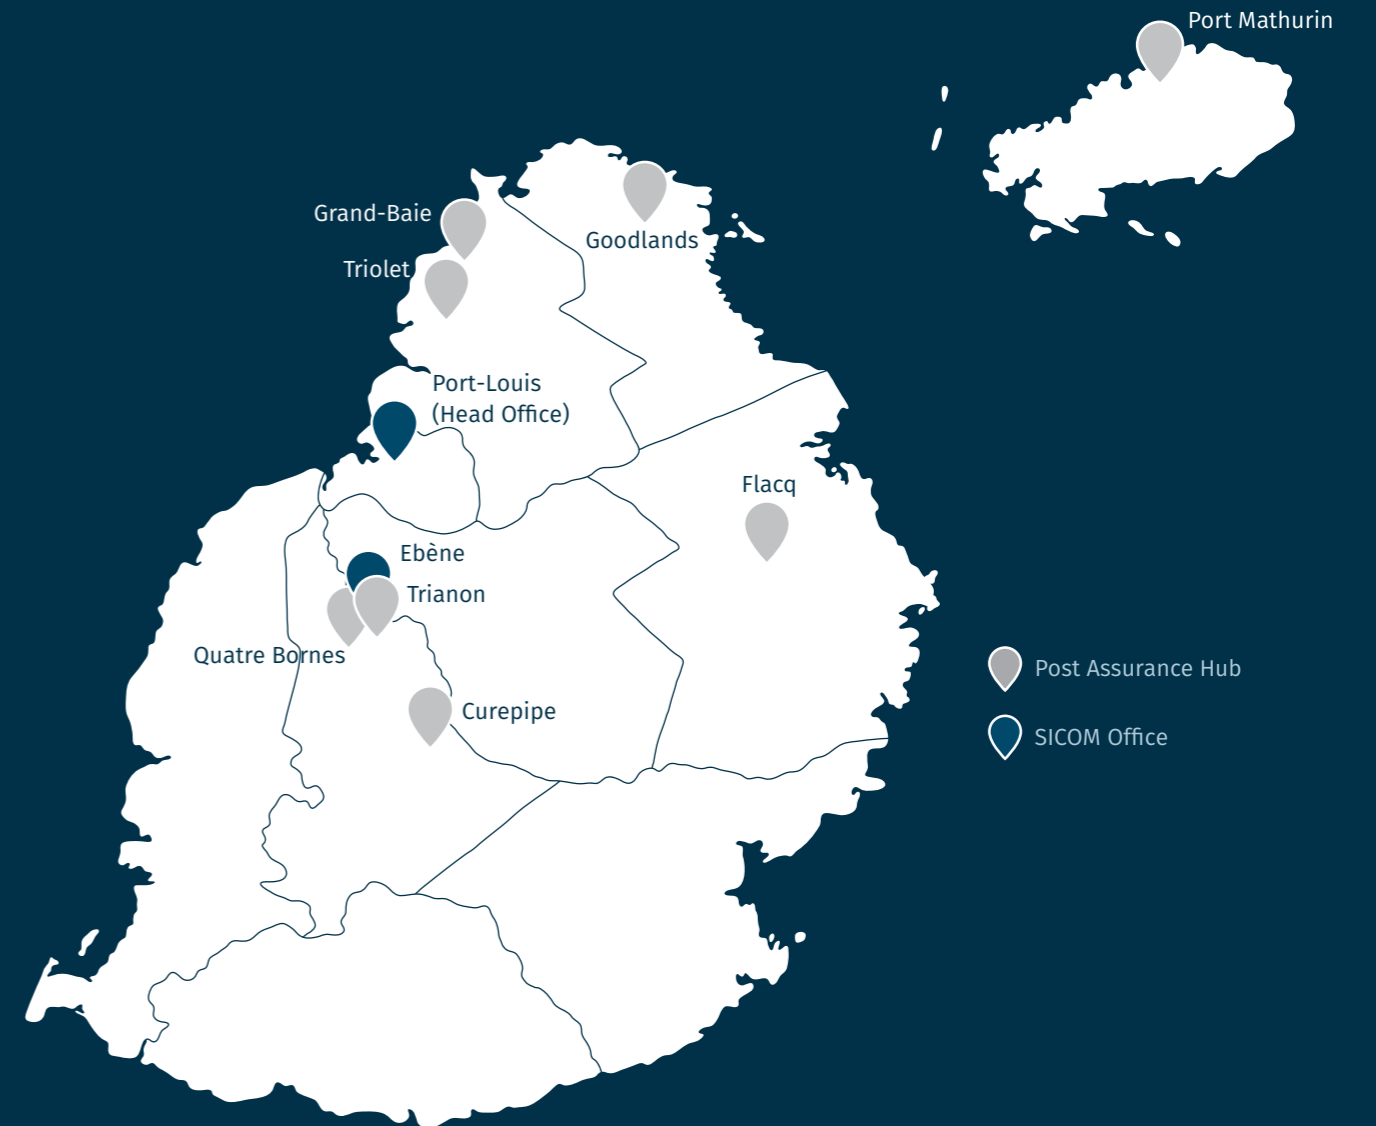 Port Mathurin
Grand-Baie
Goodlands
Triolet
Port-Louis
(Head Office)
Flacq
Ebène
Trianon
Quatre Bornes
Post Assurance Hub
Curepipe
SICOM Office